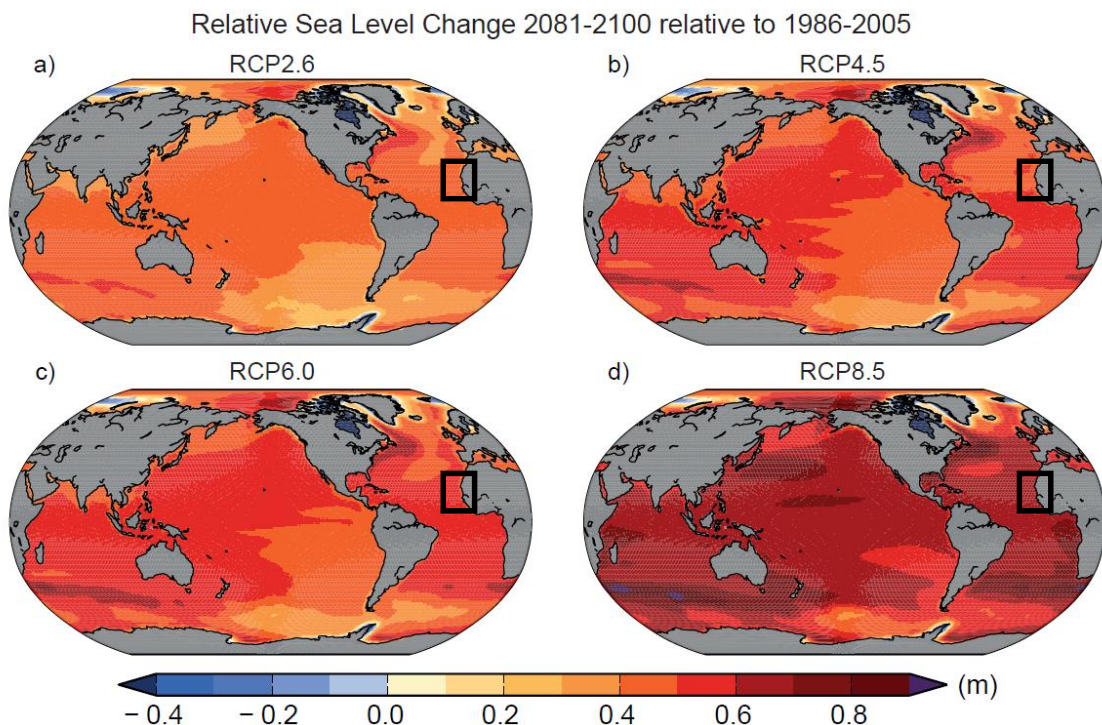 Relative Sea Level Change 2081-2100 relative to 1986-2005
a) RCP2.6
b) RCP4.5
c) RCP6.0
d) RCP8.5
− 0.4 − 0.2 0.0 0.2 0.4 0.6 0.8 (m)